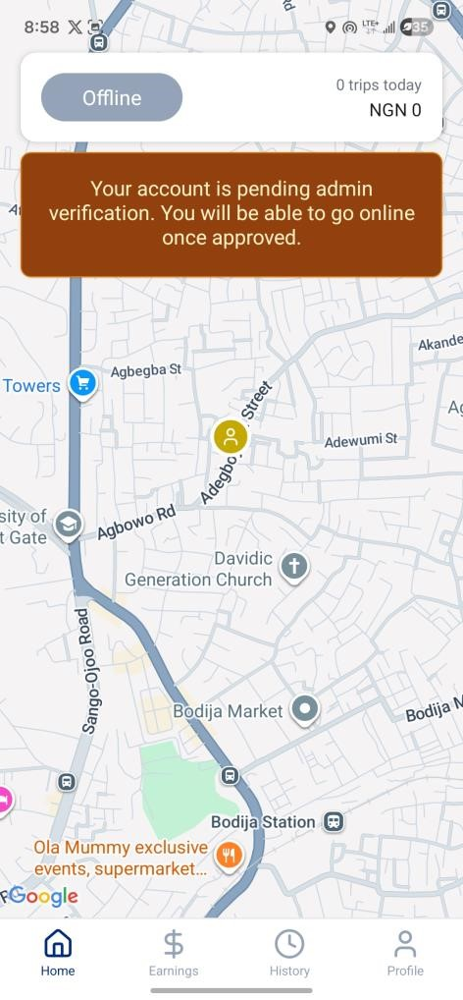 8:58
LTE+
35
Offline
0 trips today
NGN 0
Your account is pending admin
verification. You will be able to go online
once approved.
Akande
Towers
Agbegba St
Street
Adewumi St
Adegbo
sity of
t Gate
Agbowo Rd
Davidic
Generation Church
Sango-Ojoo Road
Bodija Market
Bodija M
Bodija Station
Ola Mummy exclusive
events, supermarket...
Google
Home
Earnings
History
Profile